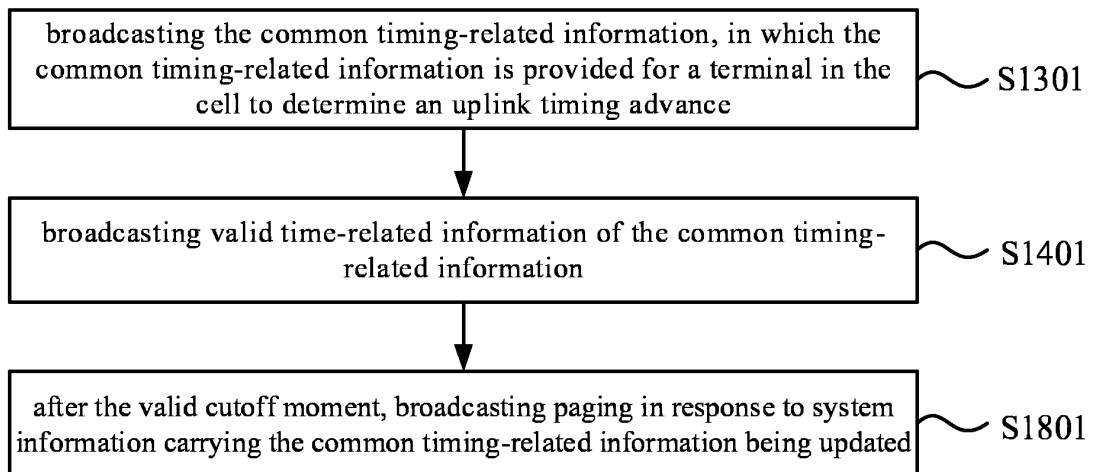 broadcasting the common timing-related information, in which the
common timing-related information is provided for a terminal in the
cell to determine an uplink timing advance
S1301
broadcasting valid time-related information of the common timing-
related information
S1401
after the valid cutoff moment, broadcasting paging in response to system
information carrying the common timing-related information being updated
S1801